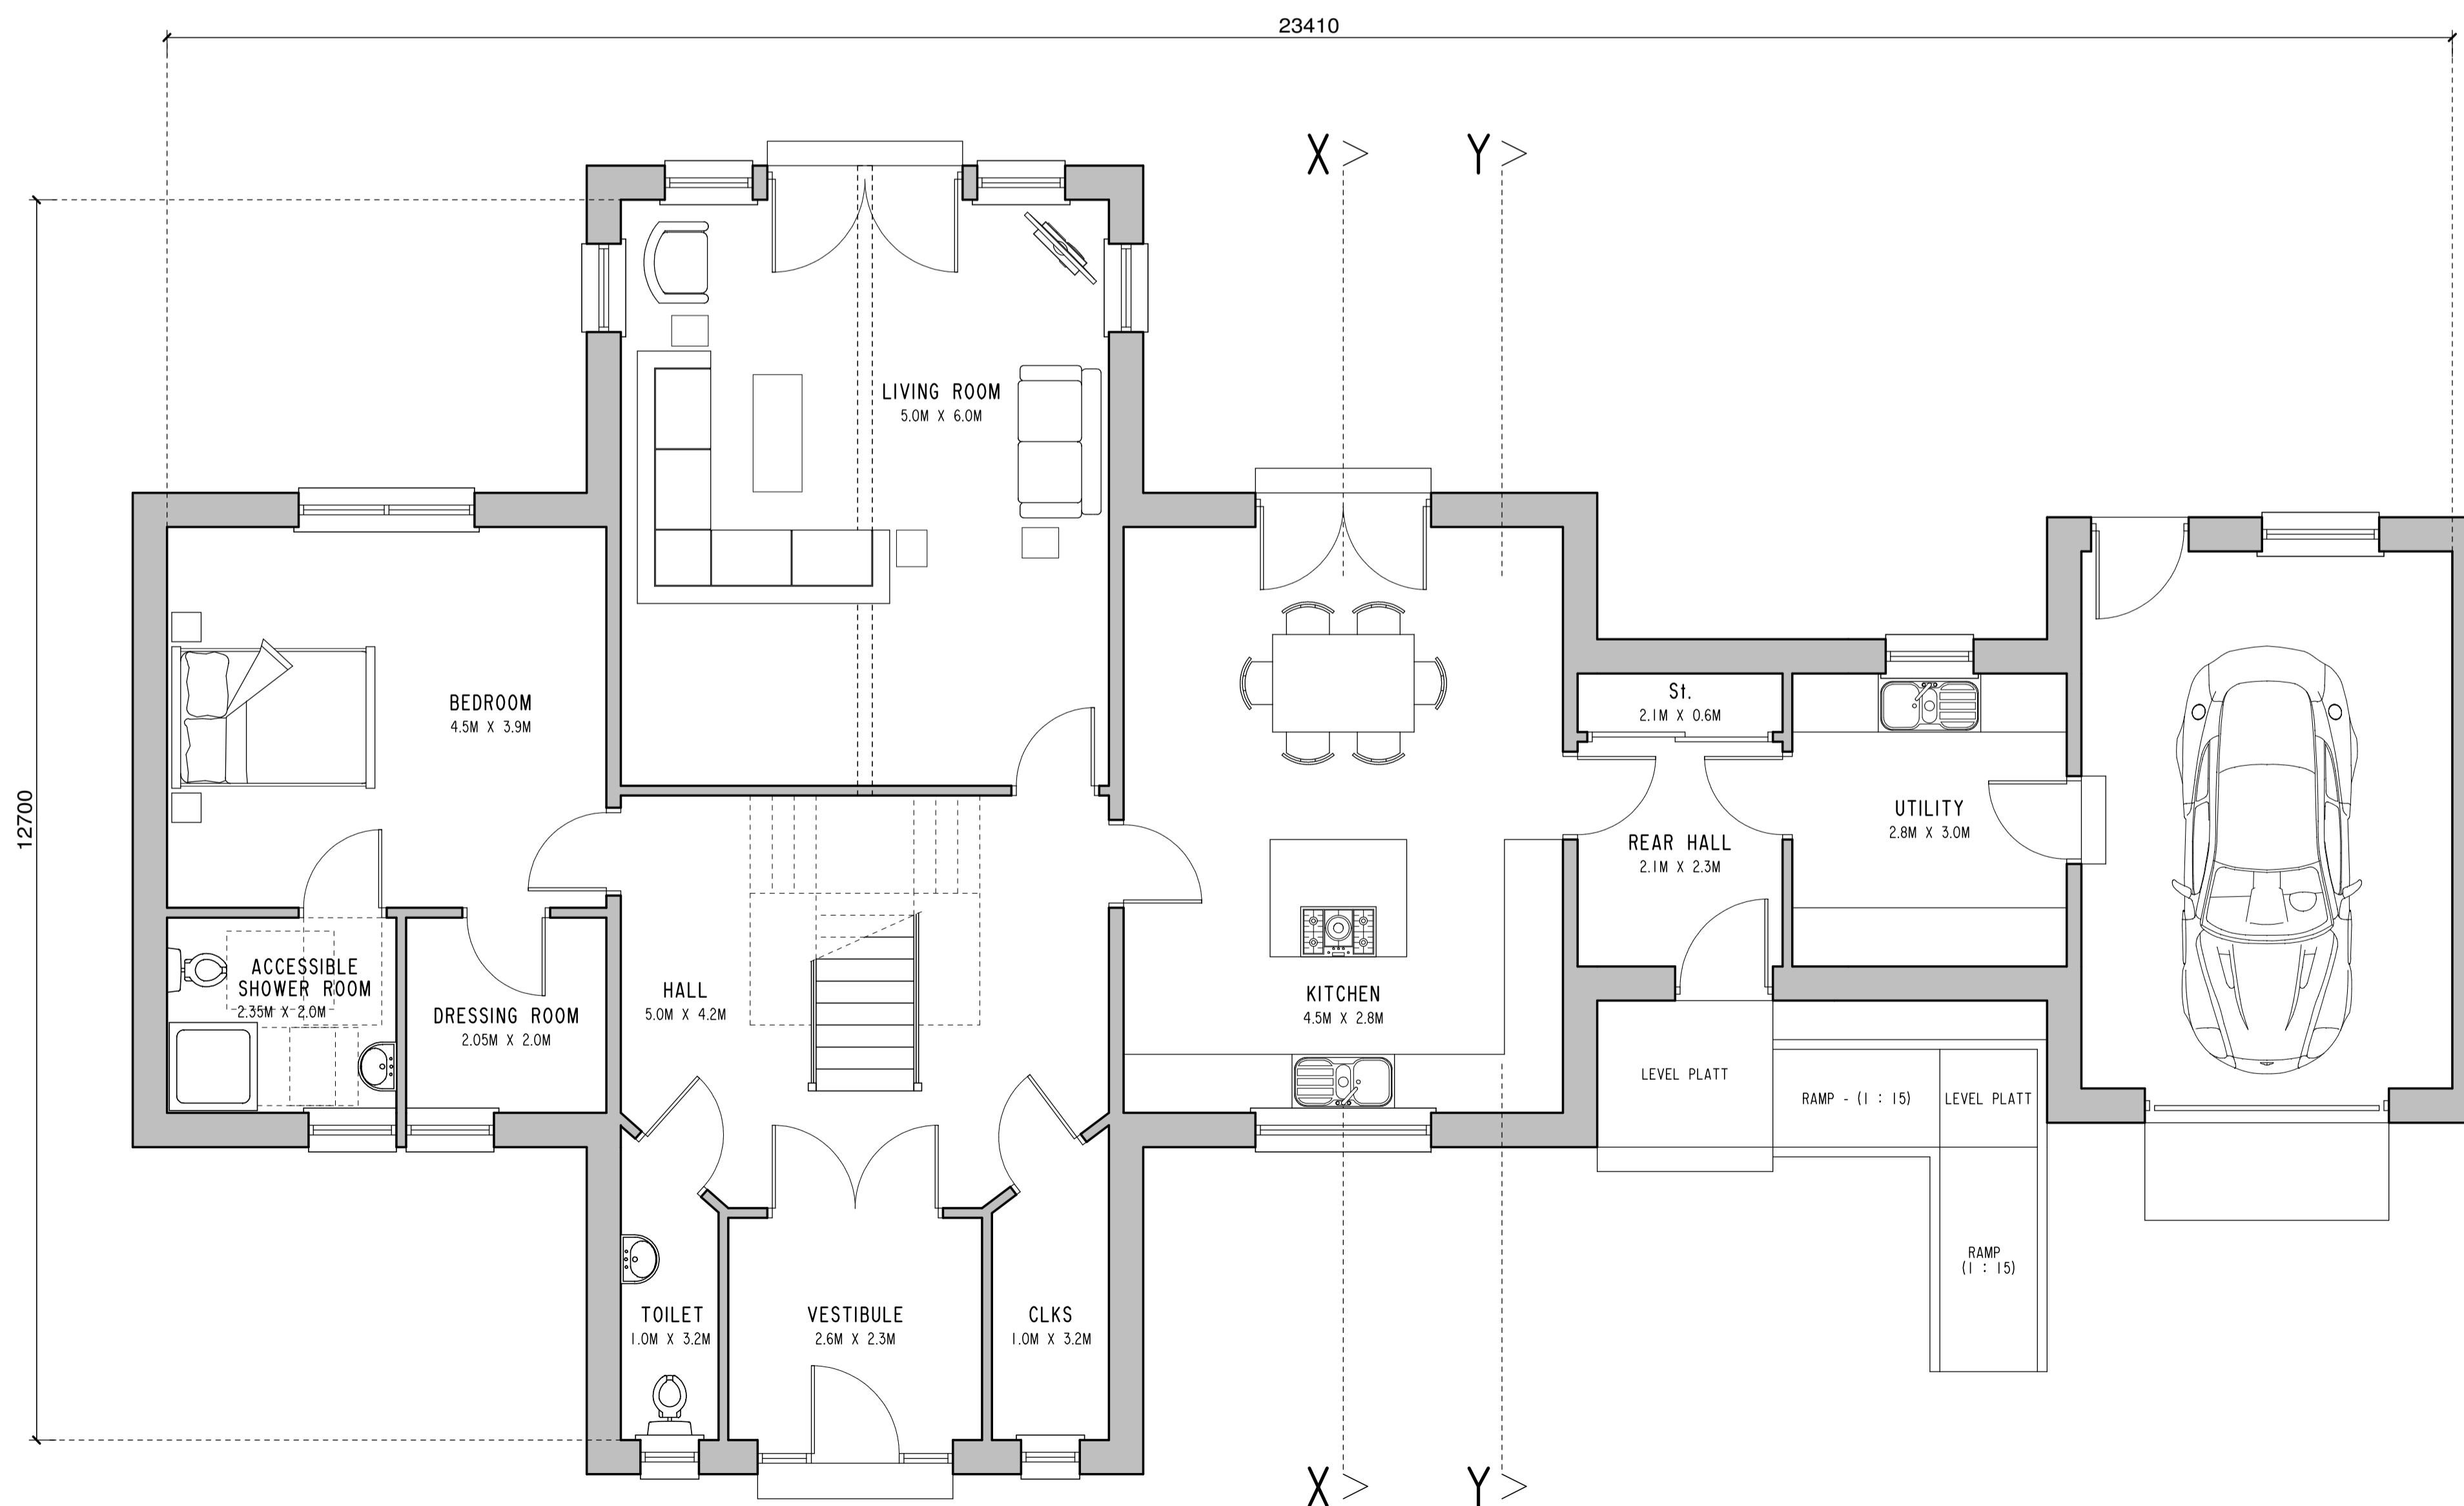 23410
X > Y >
LIVING ROOM
5.0M X 6.0M
BEDROOM
4.5M X 3.9M
St.
2.1M X 0.6M
12700
UTILITY
2.8M X 3.0M
REAR HALL
2.1M X 2.3M
ACCESSIBLE
SHOWER ROOM
2.35M X 2.0M
DRESSING ROOM
2.05M X 2.0M
HALL
5.0M X 4.2M
KITCHEN
4.5M X 2.8M
LEVEL PLATT
RAMP - (1 : 15)
LEVEL PLATT
RAMP
(1 : 15)
TOILET
1.0M X 3.2M
VESTIBULE
2.6M X 2.3M
CLKS
1.0M X 3.2M
X > Y >